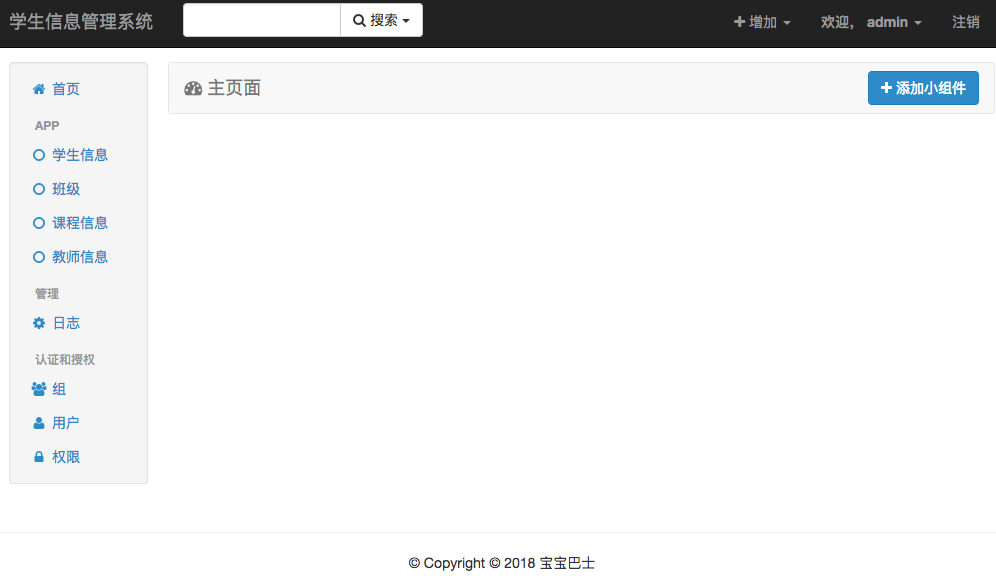 学生信息管理系统 搜索 增加 欢迎， admin 注销
首页
主页面 添加小组件
APP
学生信息
班级
课程信息
教师信息
管理
日志
认证和授权
组
用户
权限
© Copyright © 2018 宝宝巴士